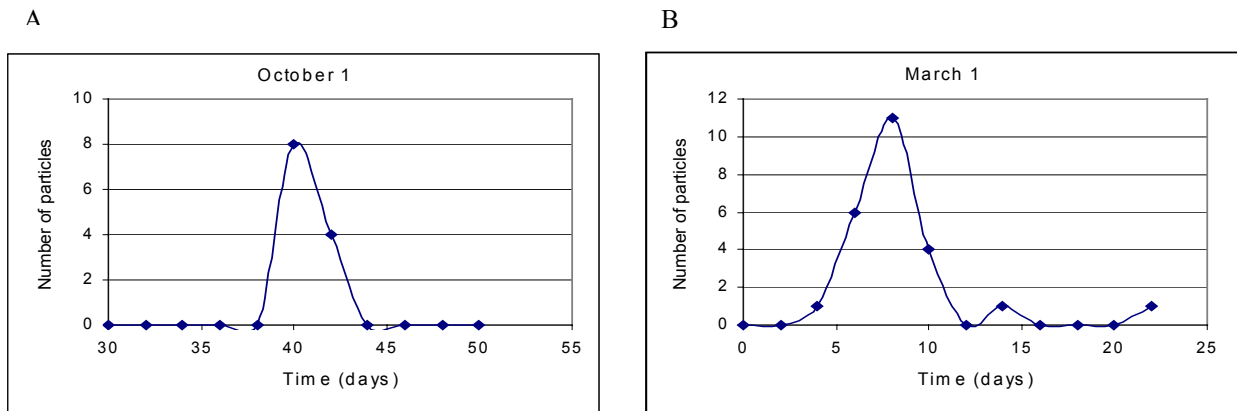 A
October 1
Number of particles
10
8
6
4
2
0
30 35 40 45 50 55
Time (days)
B
March 1
Number of particles
12
10
8
6
4
2
0
0 5 10 15 20 25
Time (days)